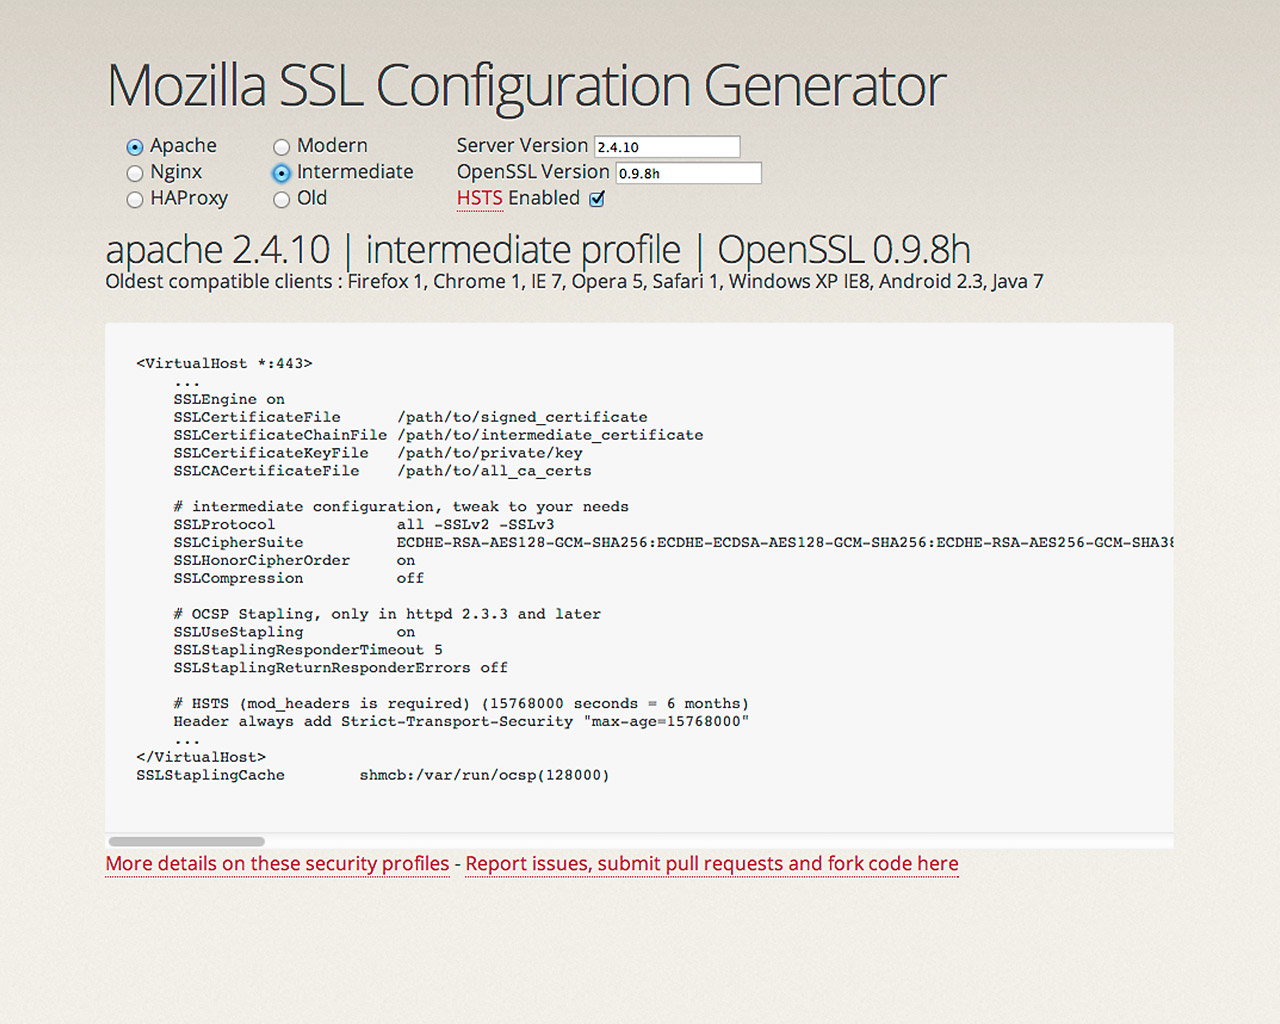 Mozilla SSL Configuration Generator
Apache Modern Server Version 2.4.10
Nginx Intermediate OpenSSL Version 0.9.8h
HAProxy Old HSTS Enabled
apache 2.4.10 | intermediate profile | OpenSSL 0.9.8h
Oldest compatible clients : Firefox 1, Chrome 1, IE 7, Opera 5, Safari 1, Windows XP IE8, Android 2.3, Java 7
<VirtualHost *:443>
...
SSLEngine on
SSLCertificateFile /path/to/signed_certificate
SSLCertificateChainFile /path/to/intermediate_certificate
SSLCertificateKeyFile /path/to/private/key
SSLCACertificateFile /path/to/all_ca_certs
# intermediate configuration, tweak to your needs
SSLProtocol all -SSLv2 -SSLv3
SSLCipherSuite ECDHE-RSA-AES128-GCM-SHA256:ECDHE-ECDSA-AES128-GCM-SHA256:ECDHE-RSA-AES256-GCM-SHA38
SSLHonorCipherOrder on
SSLCompression off
# OCSP Stapling, only in httpd 2.3.3 and later
SSLUseStapling on
SSLStaplingResponderTimeout 5
SSLStaplingReturnResponderErrors off
# HSTS (mod_headers is required) (15768000 seconds = 6 months)
Header always add Strict-Transport-Security "max-age=15768000"
...
</VirtualHost>
SSLStaplingCache shmcb:/var/run/ocsp(128000)
More details on these security profiles - Report issues, submit pull requests and fork code here